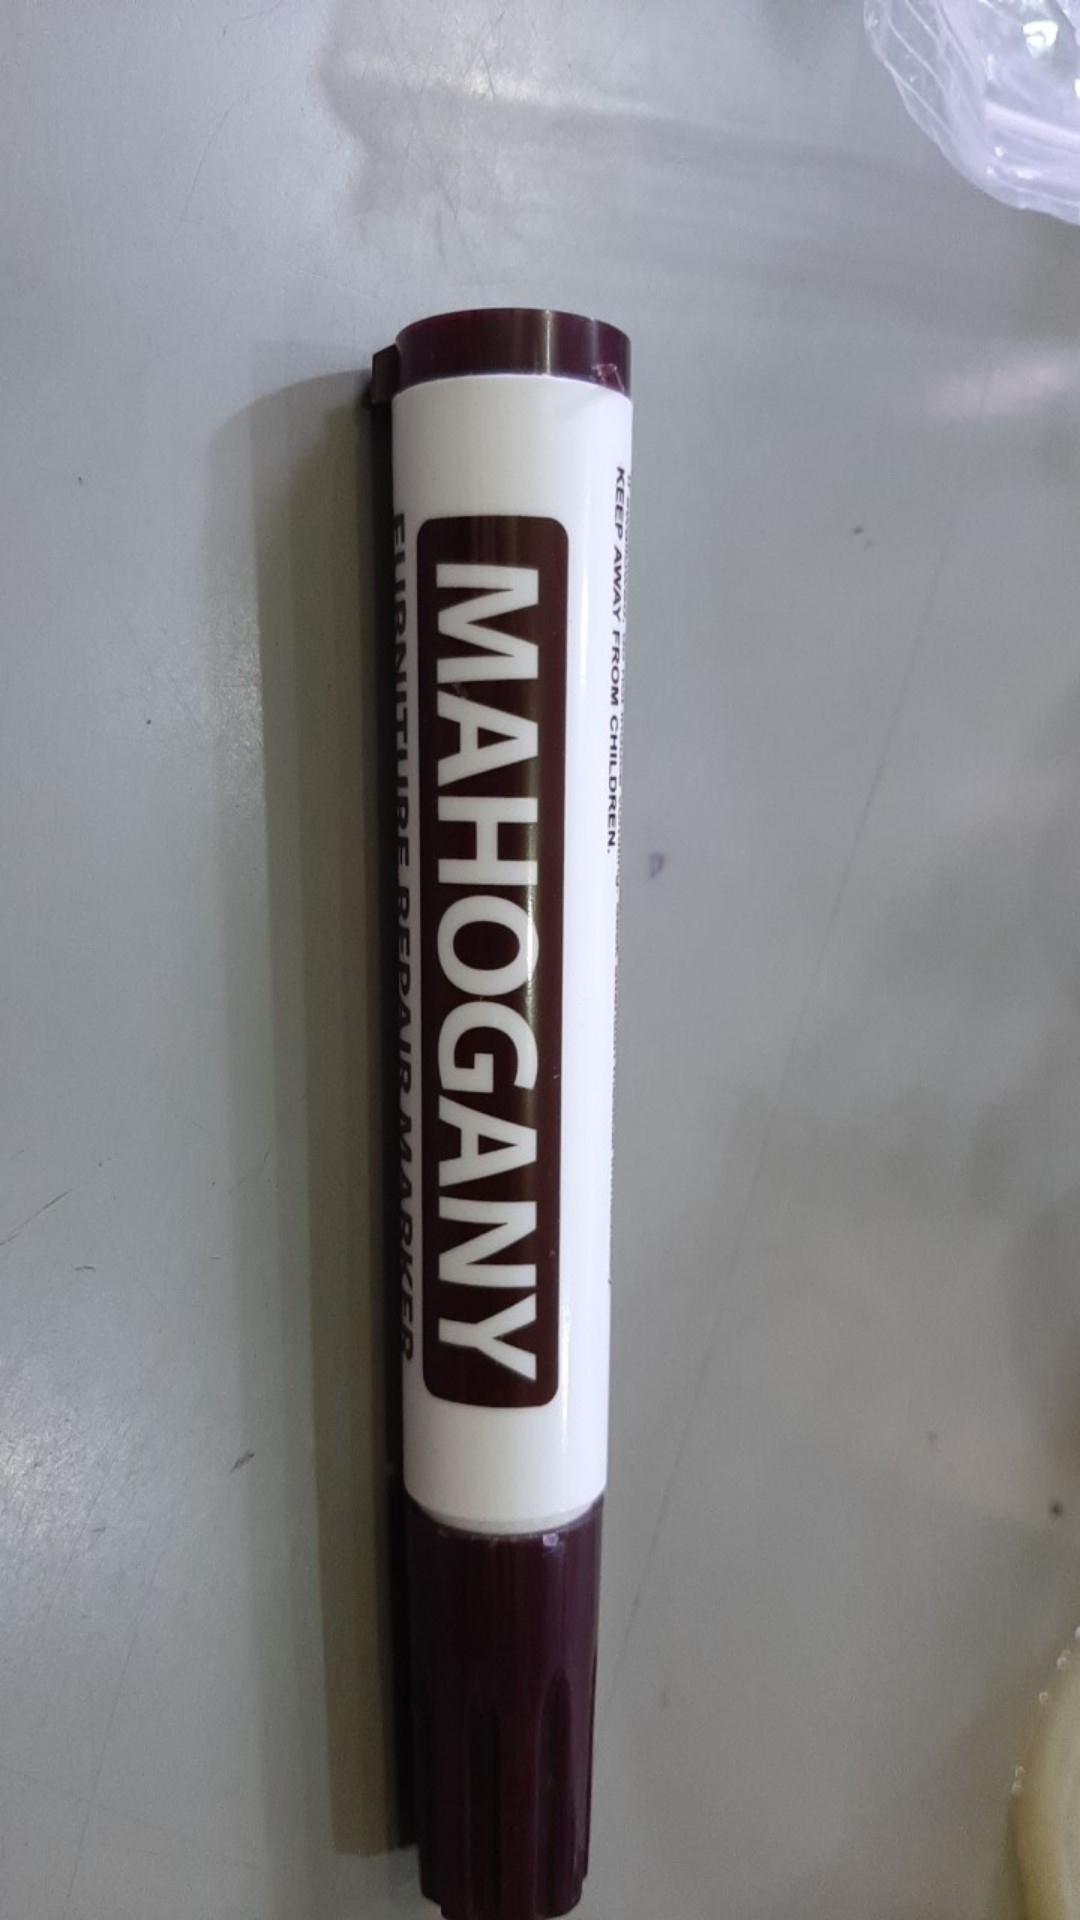 KEEP AWAY FROM CHILDREN.
MAHOGANY
FURNITURE REPAIR MARKER